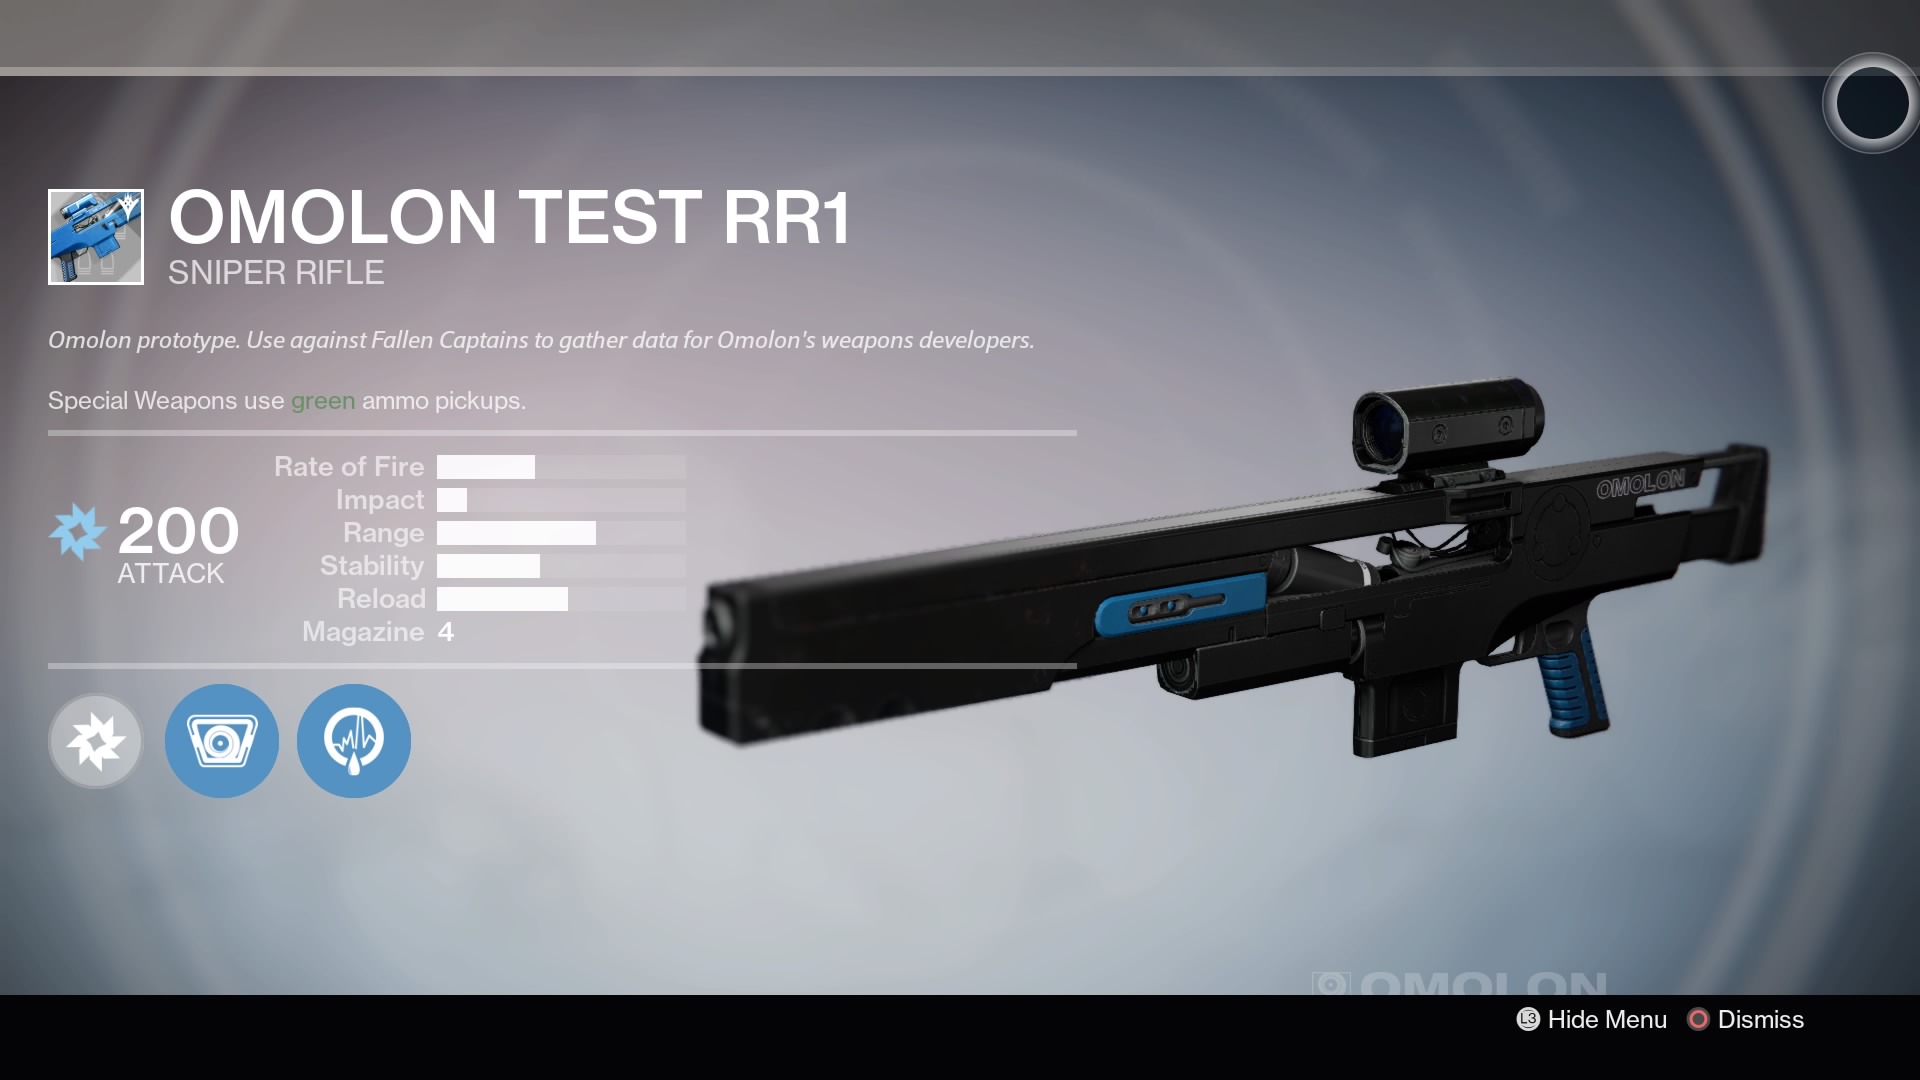 OMOLON TEST RR1
SNIPER RIFLE
Omolon prototype. Use against Fallen Captains to gather data for Omolon's weapons developers.
Special Weapons use green ammo pickups.
200
ATTACK
Rate of Fire
Impact
Range
Stability
Reload
Magazine 4
OMOLON
OMOLON
L3 Hide Menu Dismiss